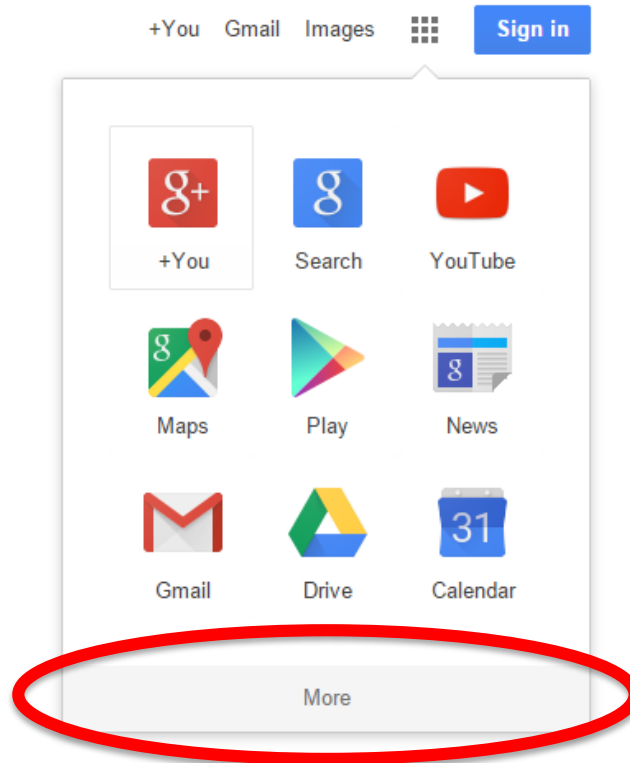 +You Gmail Images Sign in
g+ g
+You Search YouTube
g g
Maps Play News
31
Gmail Drive Calendar
More